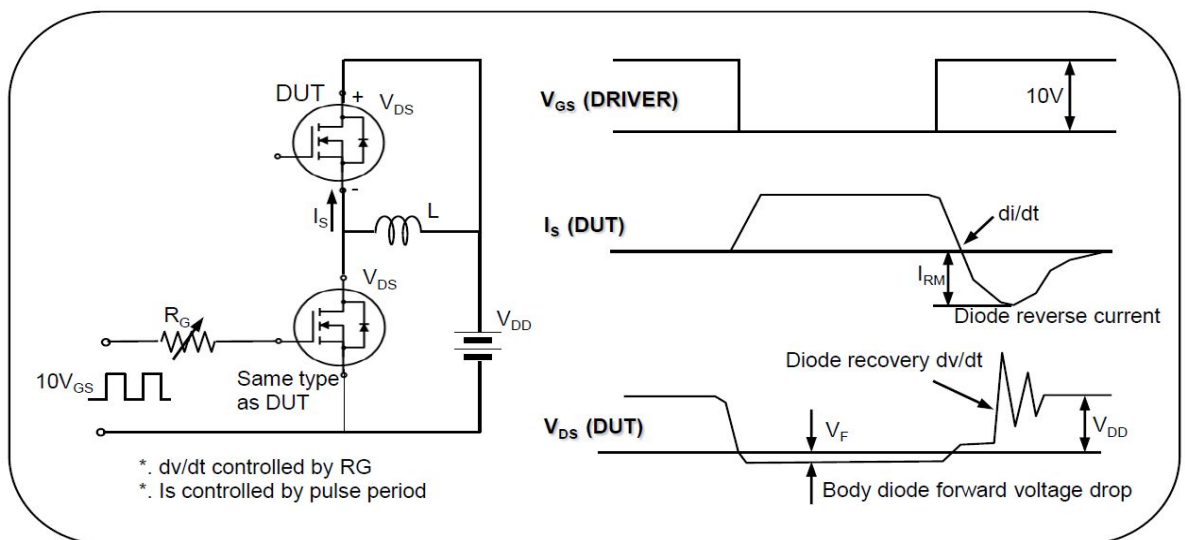 DUT
+
V_DS
-
I_S
L
V_DS
R_G
V_DD
10V_GS
Same type
as DUT
*. dv/dt controlled by RG
*. Is controlled by pulse period
V_GS (DRIVER)
10V
I_S (DUT)
di/dt
I_RM
Diode reverse current
Diode recovery dv/dt
V_DS (DUT)
V_F
V_DD
Body diode forward voltage drop